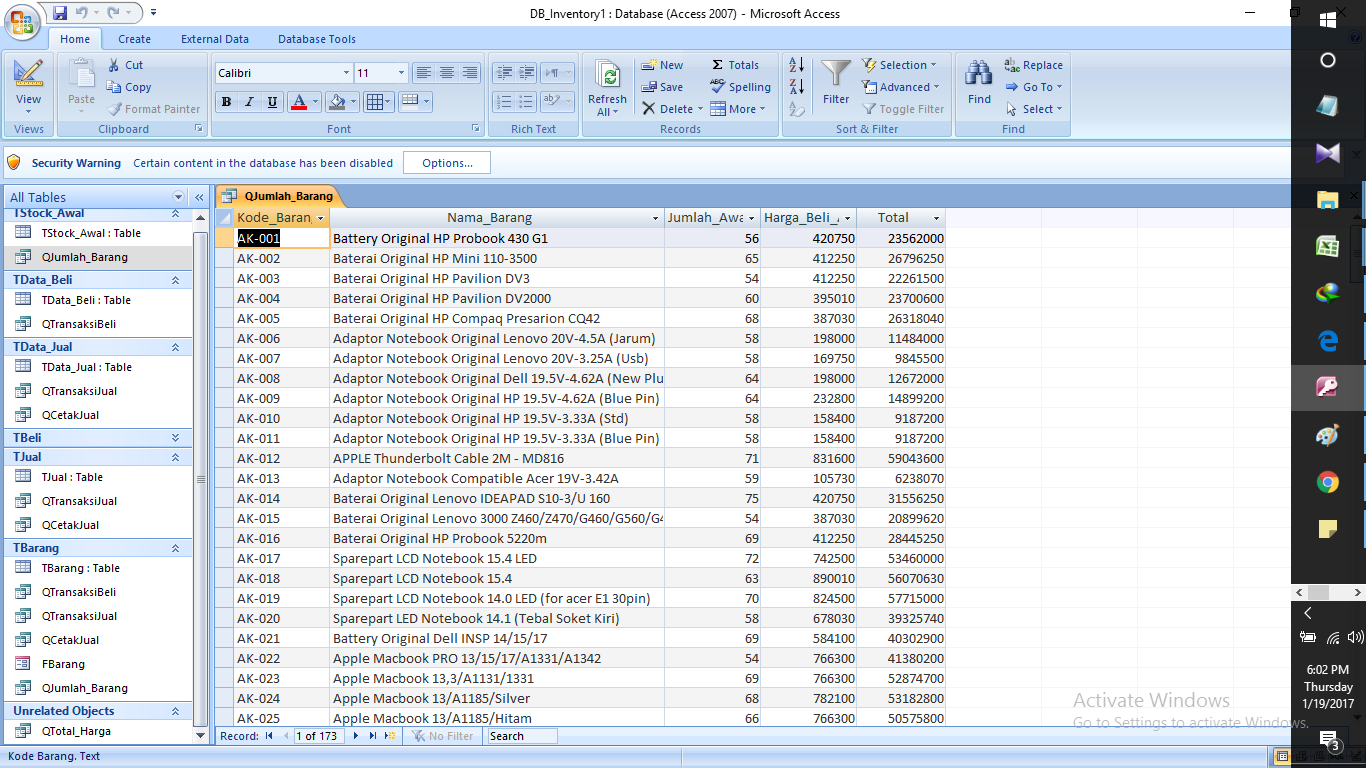 DB_Inventory1 : Database (Access 2007) - Microsoft Access
Home Create External Data Database Tools
View
Views
Paste
Cut
Copy
Format Painter
Clipboard
Calibri 11
B I U A
Font
Rich Text
Refresh All
New
Save
Delete
Σ Totals
Spelling
More
Records
Filter
Selection
Advanced
Toggle Filter
Sort & Filter
Find
Replace
Go To
Select
Find
Security Warning Certain content in the database has been disabled Options...
All Tables
TStock_Awal
TStock_Awal : Table
QJumlah_Barang
TData_Beli
TData_Beli : Table
QTransaksiBeli
TData_Jual
TData_Jual : Table
QTransaksiJual
QCetakJual
TBeli
TJual
TJual : Table
QTransaksiJual
QCetakJual
TBarang
TBarang : Table
QTransaksiBeli
QTransaksiJual
QCetakJual
FBarang
QJumlah_Barang
Unrelated Objects
QTotal_Harga
QJumlah_Barang
Kode_Baran Nama_Barang Jumlah_Awa Harga_Beli_ Total
AK-001 Battery Original HP Probook 430 G1 56 420750 23562000
AK-002 Baterai Original HP Mini 110-3500 65 412250 26796250
AK-003 Baterai Original HP Pavilion DV3 54 412250 22261500
AK-004 Baterai Original HP Pavilion DV2000 60 395010 23700600
AK-005 Baterai Original HP Compaq Presarion CQ42 68 387030 26318040
AK-006 Adaptor Notebook Original Lenovo 20V-4.5A (Jarum) 58 198000 11484000
AK-007 Adaptor Notebook Original Lenovo 20V-3.25A (Usb) 58 169750 9845500
AK-008 Adaptor Notebook Original Dell 19.5V-4.62A (New Plu 64 198000 12672000
AK-009 Adaptor Notebook Original HP 19.5V-4.62A (Blue Pin) 64 232800 14899200
AK-010 Adaptor Notebook Original HP 19.5V-3.33A (Std) 58 158400 9187200
AK-011 Adaptor Notebook Original HP 19.5V-3.33A (Blue Pin) 58 158400 9187200
AK-012 APPLE Thunderbolt Cable 2M - MD816 71 831600 59043600
AK-013 Adaptor Notebook Compatible Acer 19V-3.42A 59 105730 6238070
AK-014 Baterai Original Lenovo IDEAPAD S10-3/U 160 75 420750 31556250
AK-015 Baterai Original Lenovo 3000 Z460/Z470/G460/G560/G4 54 387030 20899620
AK-016 Baterai Original HP Probook 5220m 69 412250 28445250
AK-017 Sparepart LCD Notebook 15.4 LED 72 742500 53460000
AK-018 Sparepart LCD Notebook 15.4 63 890010 56070630
AK-019 Sparepart LCD Notebook 14.0 LED (for acer E1 30pin) 70 824500 57715000
AK-020 Sparepart LED Notebook 14.1 (Tebal Soket Kiri) 58 678030 39325740
AK-021 Battery Original Dell INSP 14/15/17 69 584100 40302900
AK-022 Apple Macbook PRO 13/15/17/A1331/A1342 54 766300 41380200
AK-023 Apple Macbook 13,3/A1131/1331 69 766300 52874700
AK-024 Apple Macbook 13/A1185/Silver 68 782100 53182800
AK-025 Apple Macbook 13/A1185/Hitam 66 766300 50575800
Record: 1 of 173 No Filter Search
Kode Barang. Text
Activate Windows
Go to Settings to activate Windows.
6:02 PM
Thursday
1/19/2017
3